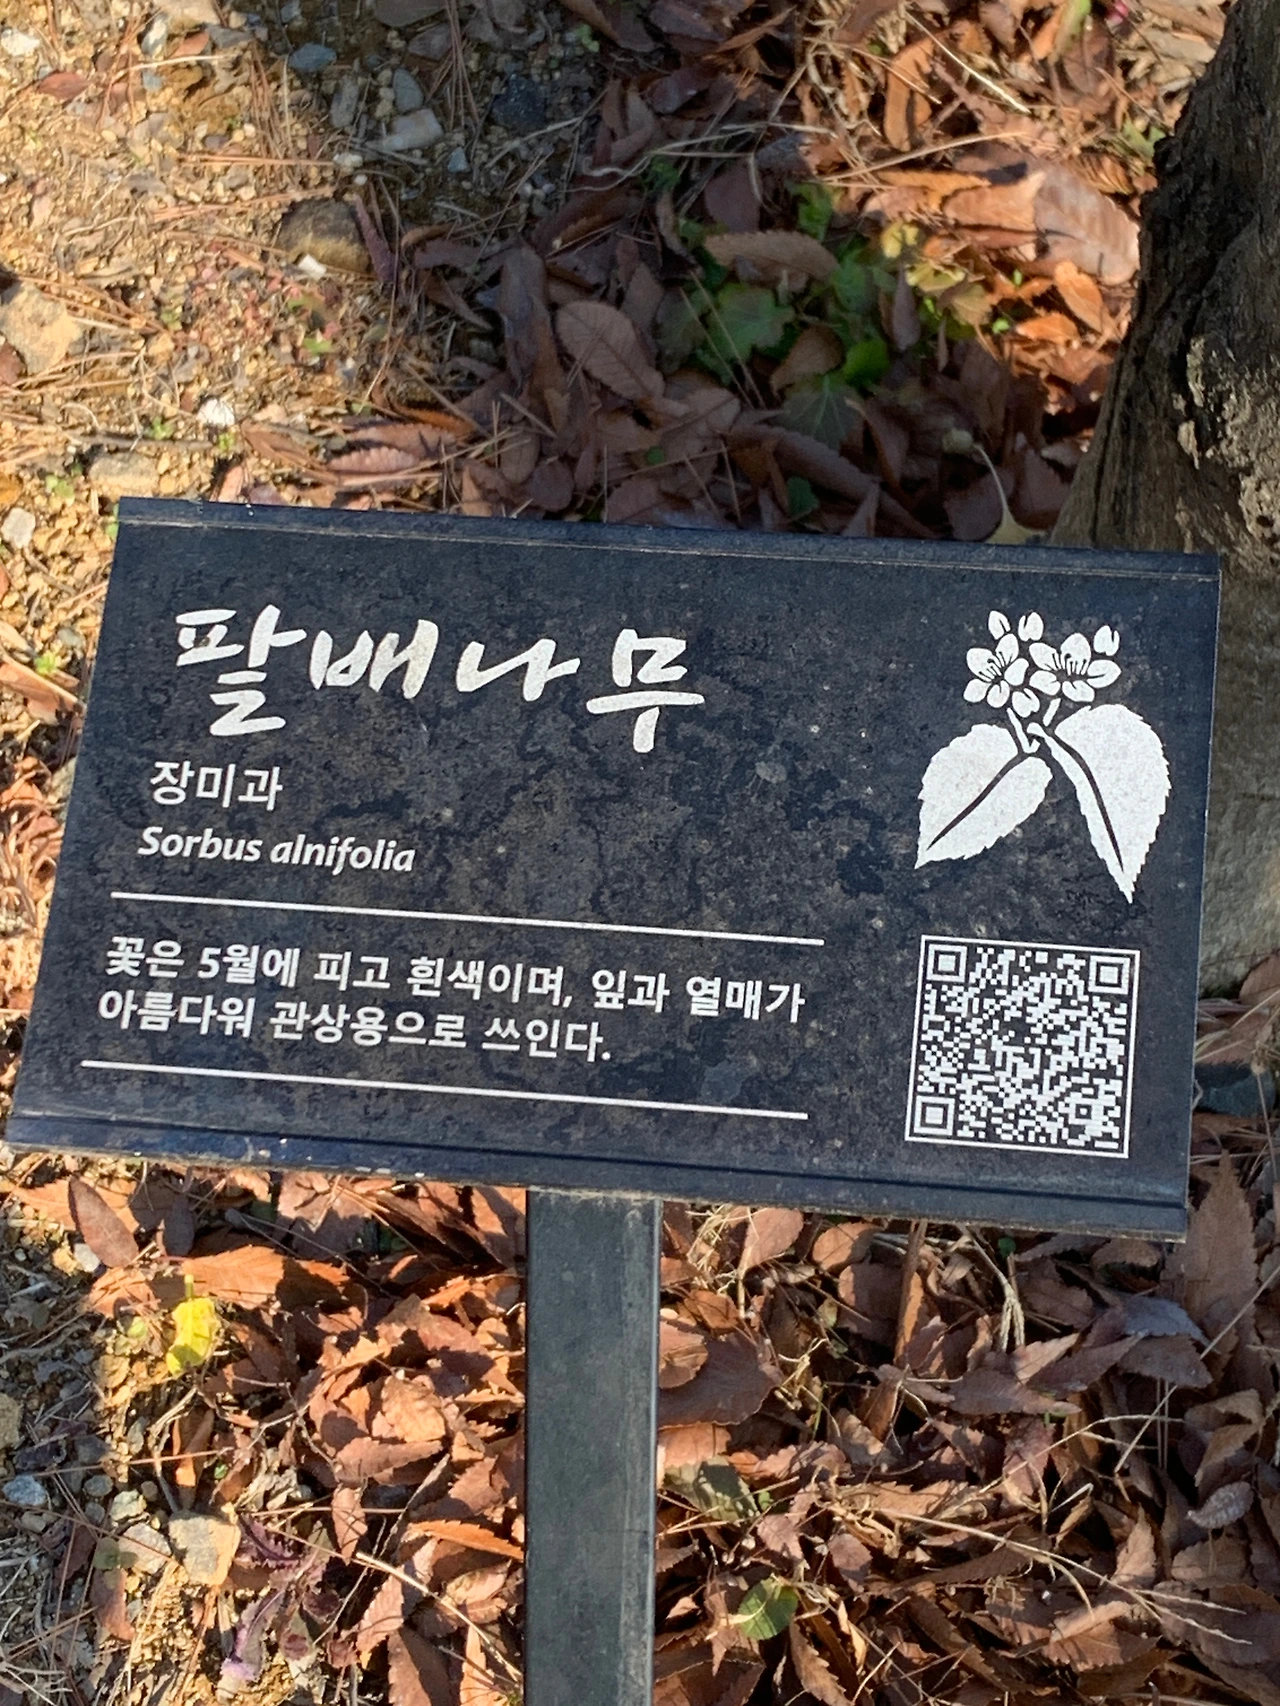 팥배나무
장미과
Sorbus alnifolia
꽃은 5월에 피고 흰색이며, 잎과 열매가
아름다워 관상용으로 쓰인다.